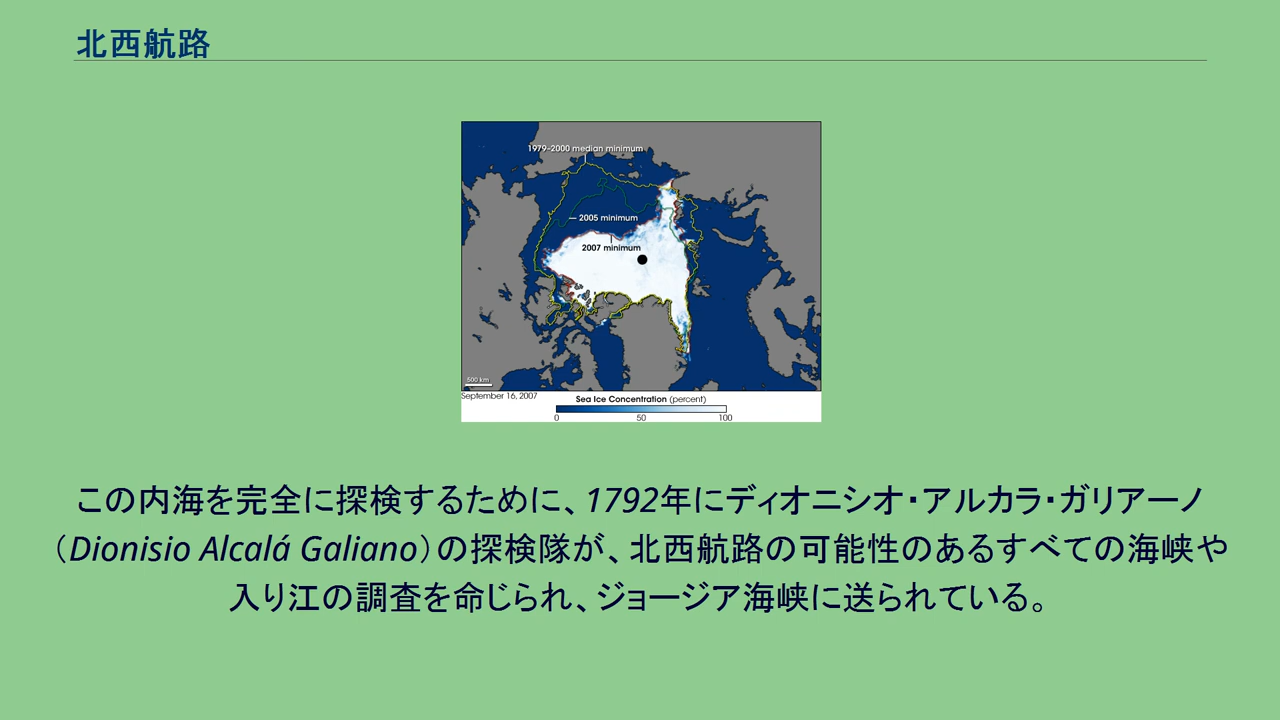 北西航路
1979-2000 median minimum
2005 minimum
2007 minimum
500 km
September 16, 2007
Sea Ice Concentration (percent)
0 50 100
この内海を完全に探検するために、1792年にディオニシオ・アルカラ・ガリアーノ
（Dionisio Alcalá Galiano）の探検隊が、北西航路の可能性のあるすべての海峡や
入り江の調査を命じられ、ジョージア海峡に送られている。